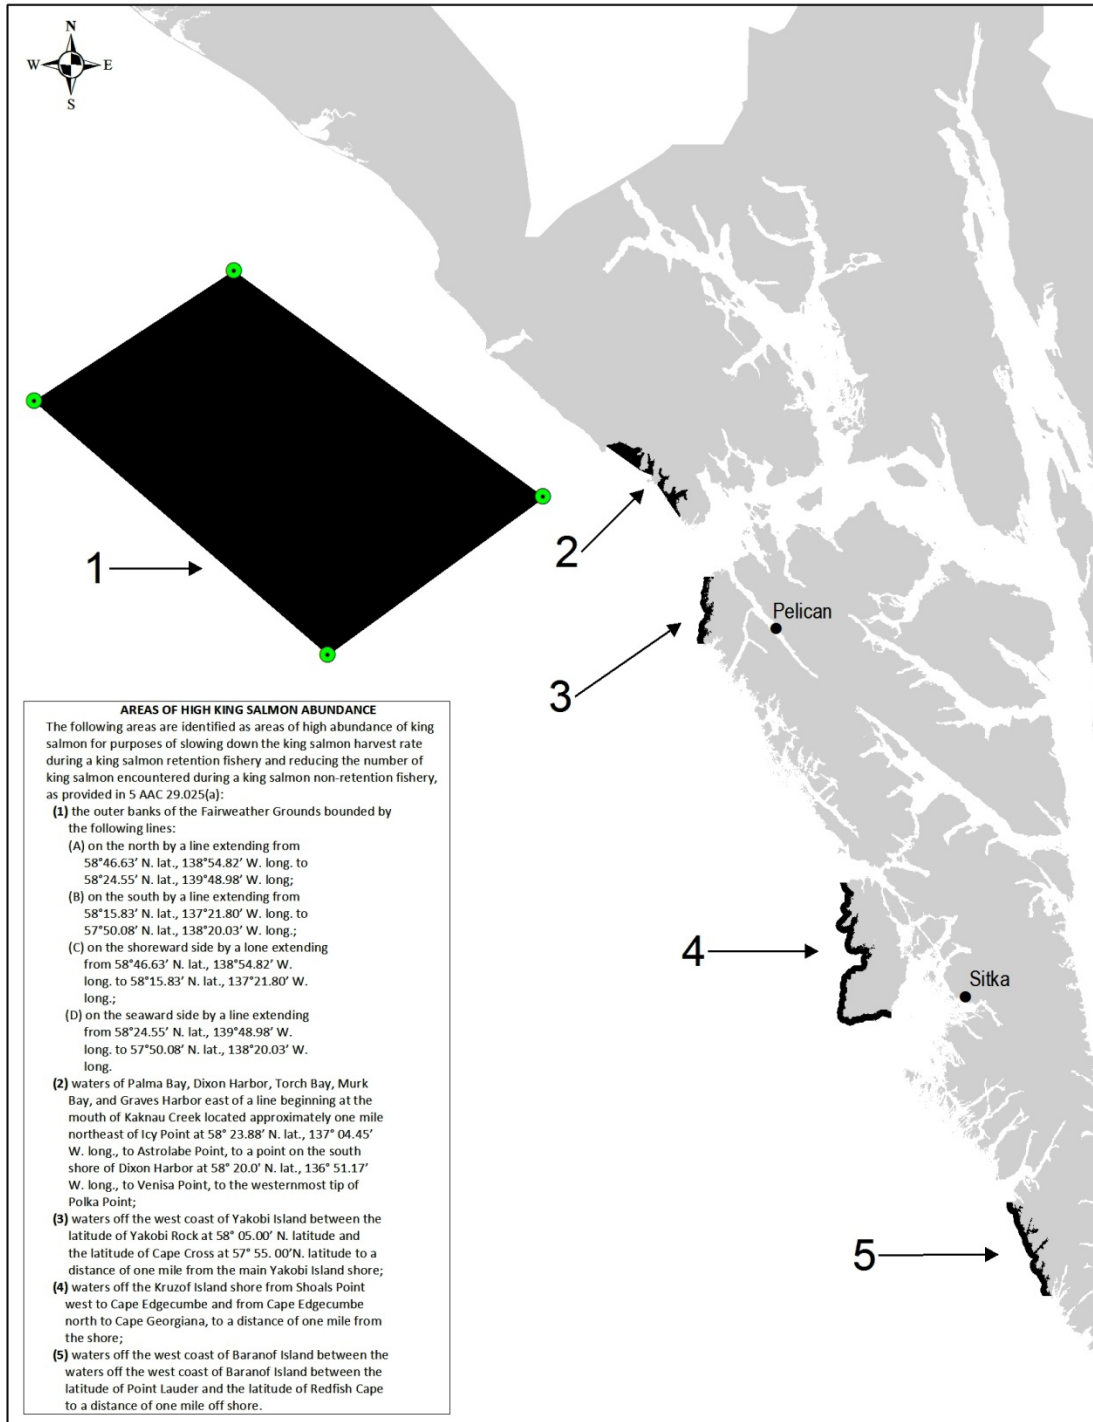 N
W E
S
1
2
3
Pelican
4
Sitka
5
AREAS OF HIGH KING SALMON ABUNDANCE
The following areas are identified as areas of high abundance of king
salmon for purposes of slowing down the king salmon harvest rate
during a king salmon retention fishery and reducing the number of
king salmon encountered during a king salmon non-retention fishery,
as provided in 5 AAC 29.025(a):
(1) the outer banks of the Fairweather Grounds bounded by
the following lines:
(A) on the north by a line extending from
58°46.63’ N. lat., 138°54.82’ W. long. to
58°24.55’ N. lat., 139°48.98’ W. long;
(B) on the south by a line extending from
58°15.83’ N. lat., 137°21.80’ W. long. to
57°50.08’ N. lat., 138°20.03’ W. long.;
(C) on the shoreward side by a lone extending
from 58°46.63’ N. lat., 138°54.82’ W.
long. to 58°15.83’ N. lat., 137°21.80’ W.
long.;
(D) on the seaward side by a line extending
from 58°24.55’ N. lat., 139°48.98’ W.
long. to 57°50.08’ N. lat., 138°20.03’ W.
long.
(2) waters of Palma Bay, Dixon Harbor, Torch Bay, Murk
Bay, and Graves Harbor east of a line beginning at the
mouth of Kaknau Creek located approximately one mile
northeast of Icy Point at 58° 23.88’ N. lat., 137° 04.45’
W. long., to Astrolabe Point, to a point on the south
shore of Dixon Harbor at 58° 20.0' N. lat., 136° 51.17’
W. long., to Venisa Point, to the westernmost tip of
Polka Point;
(3) waters off the west coast of Yakobi Island between the
latitude of Yakobi Rock at 58° 05.00’ N. latitude and
the latitude of Cape Cross at 57° 55. 00’N. latitude to a
distance of one mile from the main Yakobi Island shore;
(4) waters off the Kruzof Island shore from Shoals Point
west to Cape Edgecumbe and from Cape Edgecumbe
north to Cape Georgiana, to a distance of one mile from
the shore;
(5) waters off the west coast of Baranof Island between the
waters off the west coast of Baranof Island between the
latitude of Point Lauder and the latitude of Redfish Cape
to a distance of one mile off shore.